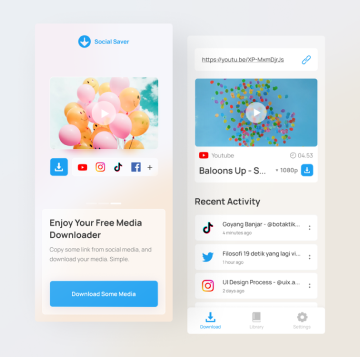 Social Saver
Enjoy Your Free Media
Downloader
Copy some link from social media, and
download your media. Simple.
Download Some Media
https://youtu.be/XP-MxmDjrJs
Youtube
04:53
Baloons Up - S...
• 1080p
Recent Activity
Goyang Banjar - @botaktik...
4 minutes ago
Filosofi 19 detik yang lagi vi...
1 hour ago
UI Design Process - @uix a...
2 days ago
Download
Library
Settings